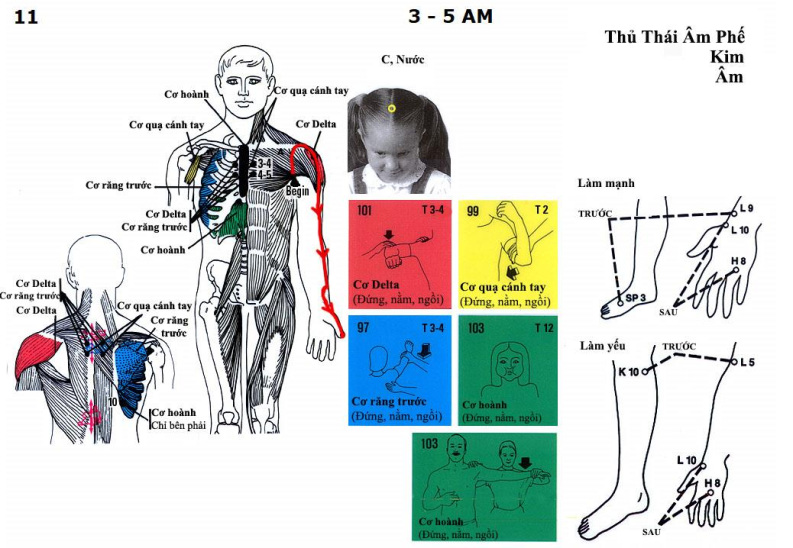 11
3 - 5 AM
Thủ Thái Âm Phế
Kim
Âm
C, Nước
Cơ hoành
Cơ quạ cánh tay
Cơ quạ cánh tay
Cơ Delta
3-4
4-5
Begin
Cơ răng trước
Cơ Delta
Cơ răng trước
Cơ hoành
Cơ Delta
Cơ răng trước
Cơ Delta
Cơ quạ cánh tay
Cơ răng
trước
10
Cơ hoành
Chỉ bên phải
101 T 3-4
Cơ Delta
(Đứng, nằm, ngồi)
99 T 2
Cơ quạ cánh tay
(Đứng, nằm, ngồi)
97 T 3-4
Cơ răng trước
(Đứng, nằm, ngồi)
103 T 12
Cơ hoành
(Đứng, nằm, ngồi)
103
Cơ hoành
(Đứng, nằm, ngồi)
Làm mạnh
TRƯỚC
L 9
L 10
H 8
SP 3
SAU
Làm yếu
TRƯỚC
K 10
L 5
L 10
H 8
SAU